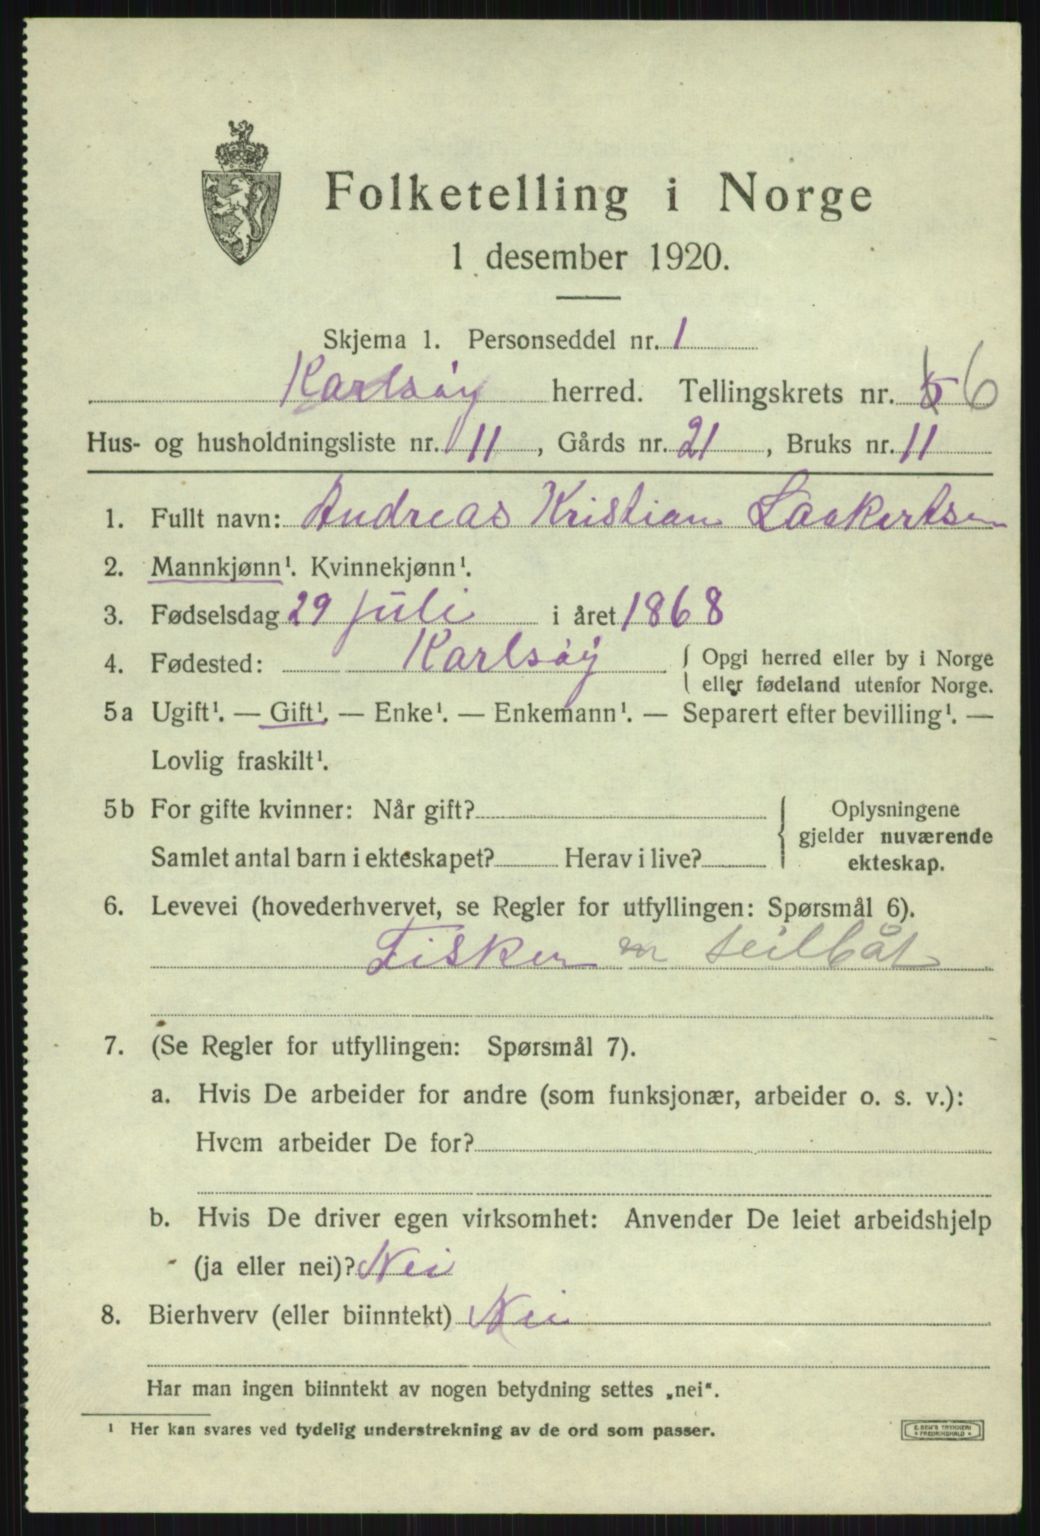 Folketelling i Norge
1 desember 1920.
Skjema 1. Personseddel nr. 1
Karlsøy herred. Tellingskrets nr. 5 6
Hus- og husholdningsliste nr. 11, Gårds nr. 21, Bruks nr. 11
1. Fullt navn: Andreas Kristian Laukertsen
2. Mannkjønn¹. Kvinnekjønn¹.
3. Fødselsdag 29 juli i året 1868
4. Fødested: Karlsøy { Opgi herred eller by i Norge
eller fødeland utenfor Norge.
5a Ugift¹. — Gift¹. — Enke¹. — Enkemann¹. — Separert efter bevilling¹. —
Lovlig fraskilt¹.
5b For gifte kvinner: Når gift? { Oplysningene
gjelder nuværende
Samlet antal barn i ekteskapet? Herav i live? ekteskap.
6. Levevei (hovederhvervet, se Regler for utfyllingen: Spørsmål 6).
Fisker m seilbåt
7. (Se Regler for utfyllingen: Spørsmål 7).
a. Hvis De arbeider for andre (som funksjonær, arbeider o. s. v.):
Hvem arbeider De for?
b. Hvis De driver egen virksomhet: Anvender De leiet arbeidshjelp
(ja eller nei)? Nei
8. Bierhverv (eller biinntekt) Nei
Har man ingen biinntekt av nogen betydning settes „nei".
¹ Her kan svares ved tydelig understrekning av de ord som passer.